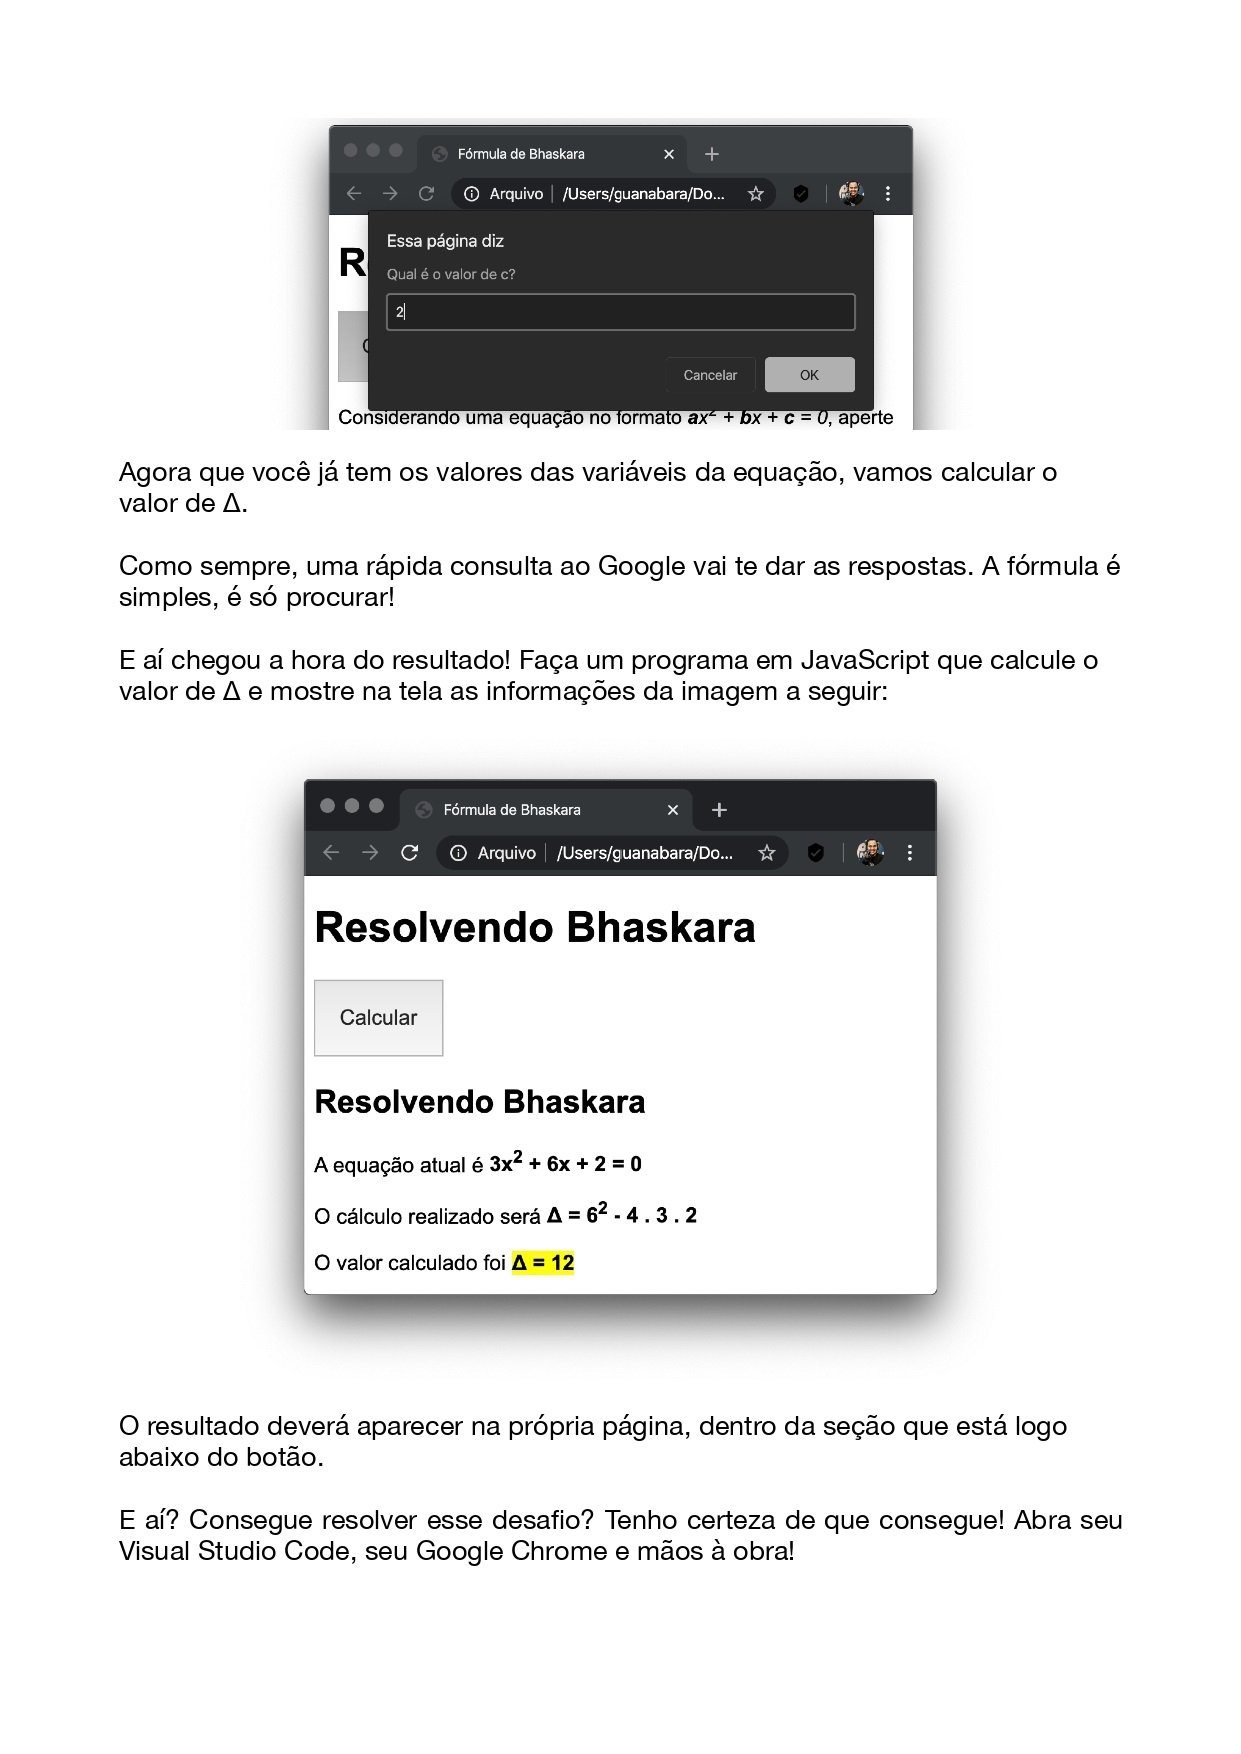 Fórmula de Bhaskara
Arquivo | /Users/guanabara/Do...
Essa página diz
Qual é o valor de c?
2
Cancelar
OK
Considerando uma equação no formato ax² + bx + c = 0, aperte
Agora que você já tem os valores das variáveis da equação, vamos calcular o
valor de Δ.
Como sempre, uma rápida consulta ao Google vai te dar as respostas. A fórmula é
simples, é só procurar!
E aí chegou a hora do resultado! Faça um programa em JavaScript que calcule o
valor de Δ e mostre na tela as informações da imagem a seguir:
Fórmula de Bhaskara
Arquivo | /Users/guanabara/Do...
Resolvendo Bhaskara
Calcular
Resolvendo Bhaskara
A equação atual é 3x² + 6x + 2 = 0
O cálculo realizado será Δ = 6² - 4 . 3 . 2
O valor calculado foi Δ = 12
O resultado deverá aparecer na própria página, dentro da seção que está logo
abaixo do botão.
E aí? Consegue resolver esse desafio? Tenho certeza de que consegue! Abra seu
Visual Studio Code, seu Google Chrome e mãos à obra!